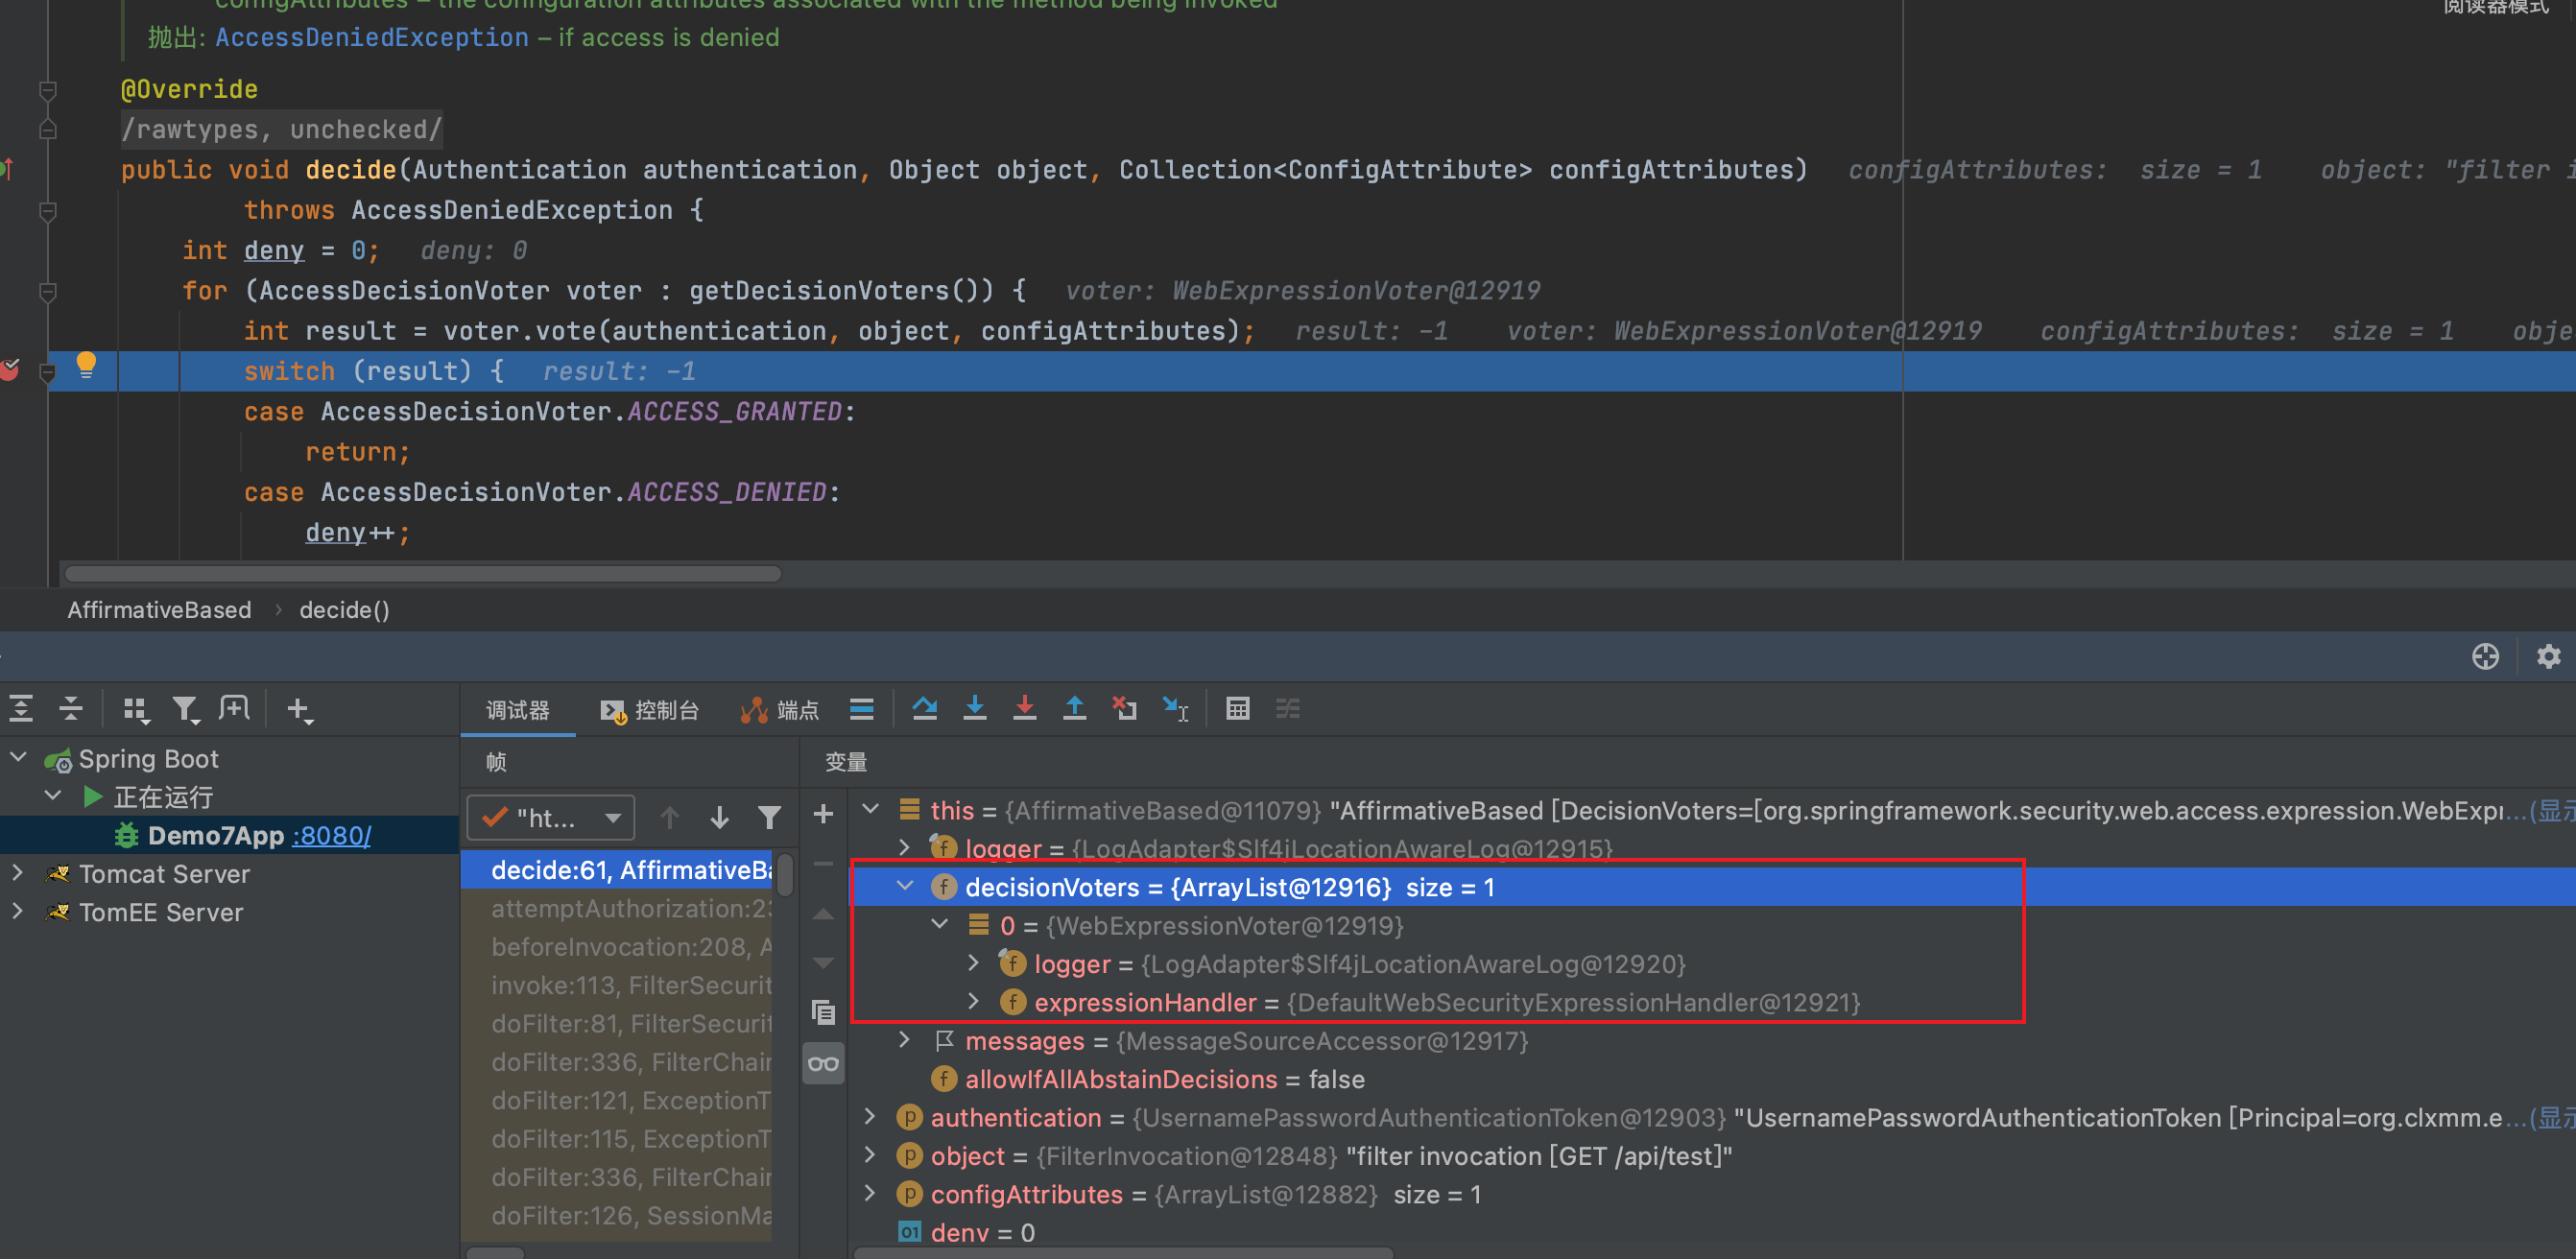 configAttributes – the configuration attributes associated with the method being invoked
阅读器模式
抛出: AccessDeniedException – if access is denied
@Override
/rawtypes, unchecked/
public void decide(Authentication authentication, Object object, Collection<ConfigAttribute> configAttributes) configAttributes: size = 1 object: "filter i
throws AccessDeniedException {
int deny = 0; deny: 0
for (AccessDecisionVoter voter : getDecisionVoters()) { voter: WebExpressionVoter@12919
int result = voter.vote(authentication, object, configAttributes); result: -1 voter: WebExpressionVoter@12919 configAttributes: size = 1 obje
switch (result) { result: -1
case AccessDecisionVoter.ACCESS_GRANTED:
return;
case AccessDecisionVoter.ACCESS_DENIED:
deny++;
AffirmativeBased > decide()
调试器 控制台 端点
Spring Boot
正在运行
Demo7App :8080/
Tomcat Server
TomEE Server
帧
"ht...
decide:61, AffirmativeBa
attemptAuthorization:23
beforeInvocation:208, A
invoke:113, FilterSecurit
doFilter:81, FilterSecurit
doFilter:336, FilterChain
doFilter:121, ExceptionT
doFilter:115, ExceptionT
doFilter:336, FilterChain
doFilter:126, SessionMa
变量
this = {AffirmativeBased@11079} "AffirmativeBased [DecisionVoters=[org.springframework.security.web.access.expression.WebExpr...(显示
logger = {LogAdapter$Slf4jLocationAwareLog@12915}
decisionVoters = {ArrayList@12916} size = 1
0 = {WebExpressionVoter@12919}
logger = {LogAdapter$Slf4jLocationAwareLog@12920}
expressionHandler = {DefaultWebSecurityExpressionHandler@12921}
messages = {MessageSourceAccessor@12917}
allowIfAllAbstainDecisions = false
authentication = {UsernamePasswordAuthenticationToken@12903} "UsernamePasswordAuthenticationToken [Principal=org.clxmm.e...(显示
object = {FilterInvocation@12848} "filter invocation [GET /api/test]"
configAttributes = {ArrayList@12882} size = 1
deny = 0